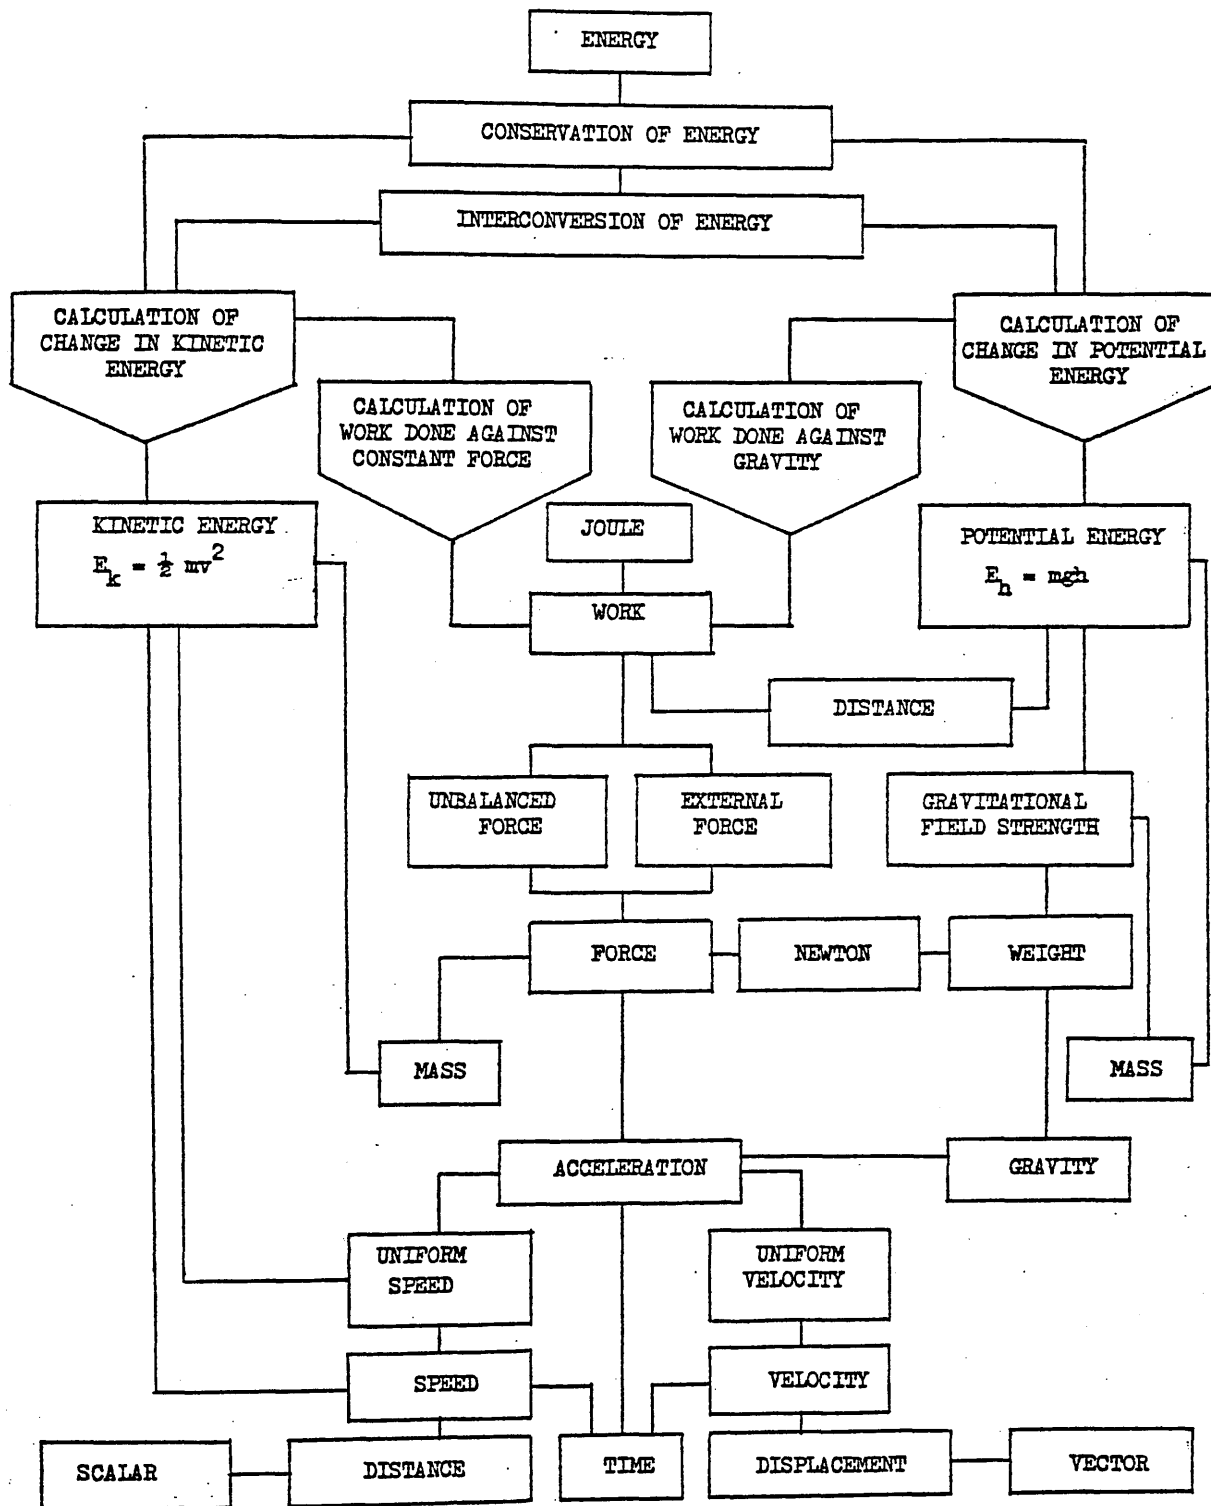 ENERGY
CONSERVATION OF ENERGY
INTERCONVERSION OF ENERGY
CALCULATION OF
CHANGE IN KINETIC
ENERGY
CALCULATION OF
CHANGE IN POTENTIAL
ENERGY
CALCULATION OF
WORK DONE AGAINST
CONSTANT FORCE
CALCULATION OF
WORK DONE AGAINST
GRAVITY
KINETIC ENERGY
E_k = ½ mv²
JOULE
POTENTIAL ENERGY
E_h = mgh
WORK
DISTANCE
UNBALANCED
FORCE
EXTERNAL
FORCE
GRAVITATIONAL
FIELD STRENGTH
FORCE
NEWTON
WEIGHT
MASS
MASS
ACCELERATION
GRAVITY
UNIFORM
SPEED
UNIFORM
VELOCITY
SPEED
VELOCITY
SCALAR
DISTANCE
TIME
DISPLACEMENT
VECTOR